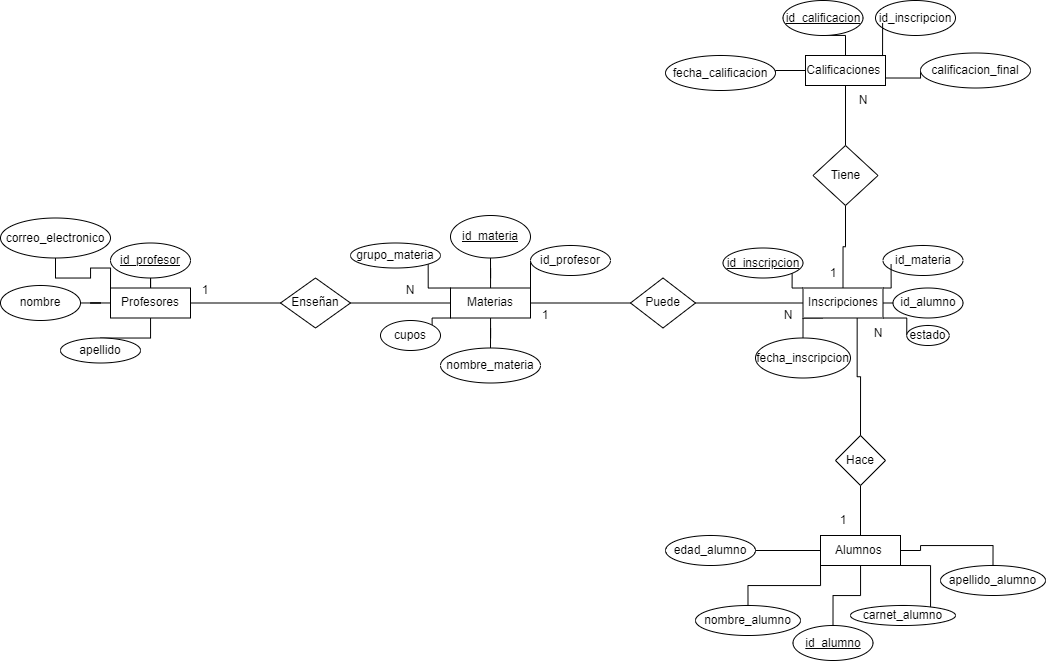 id_calificacion
id_inscripcion
fecha_calificacion
Calificaciones
calificacion_final
N
Tiene
correo_electronico
id_profesor
grupo_materia
id_materia
id_profesor
id_inscripcion
id_materia
1
nombre
Profesores
1
Enseñan
N
Materias
1
Puede
N
Inscripciones
id_alumno
N
estado
apellido
cupos
nombre_materia
fecha_inscripcion
Hace
1
edad_alumno
Alumnos
apellido_alumno
nombre_alumno
carnet_alumno
id_alumno